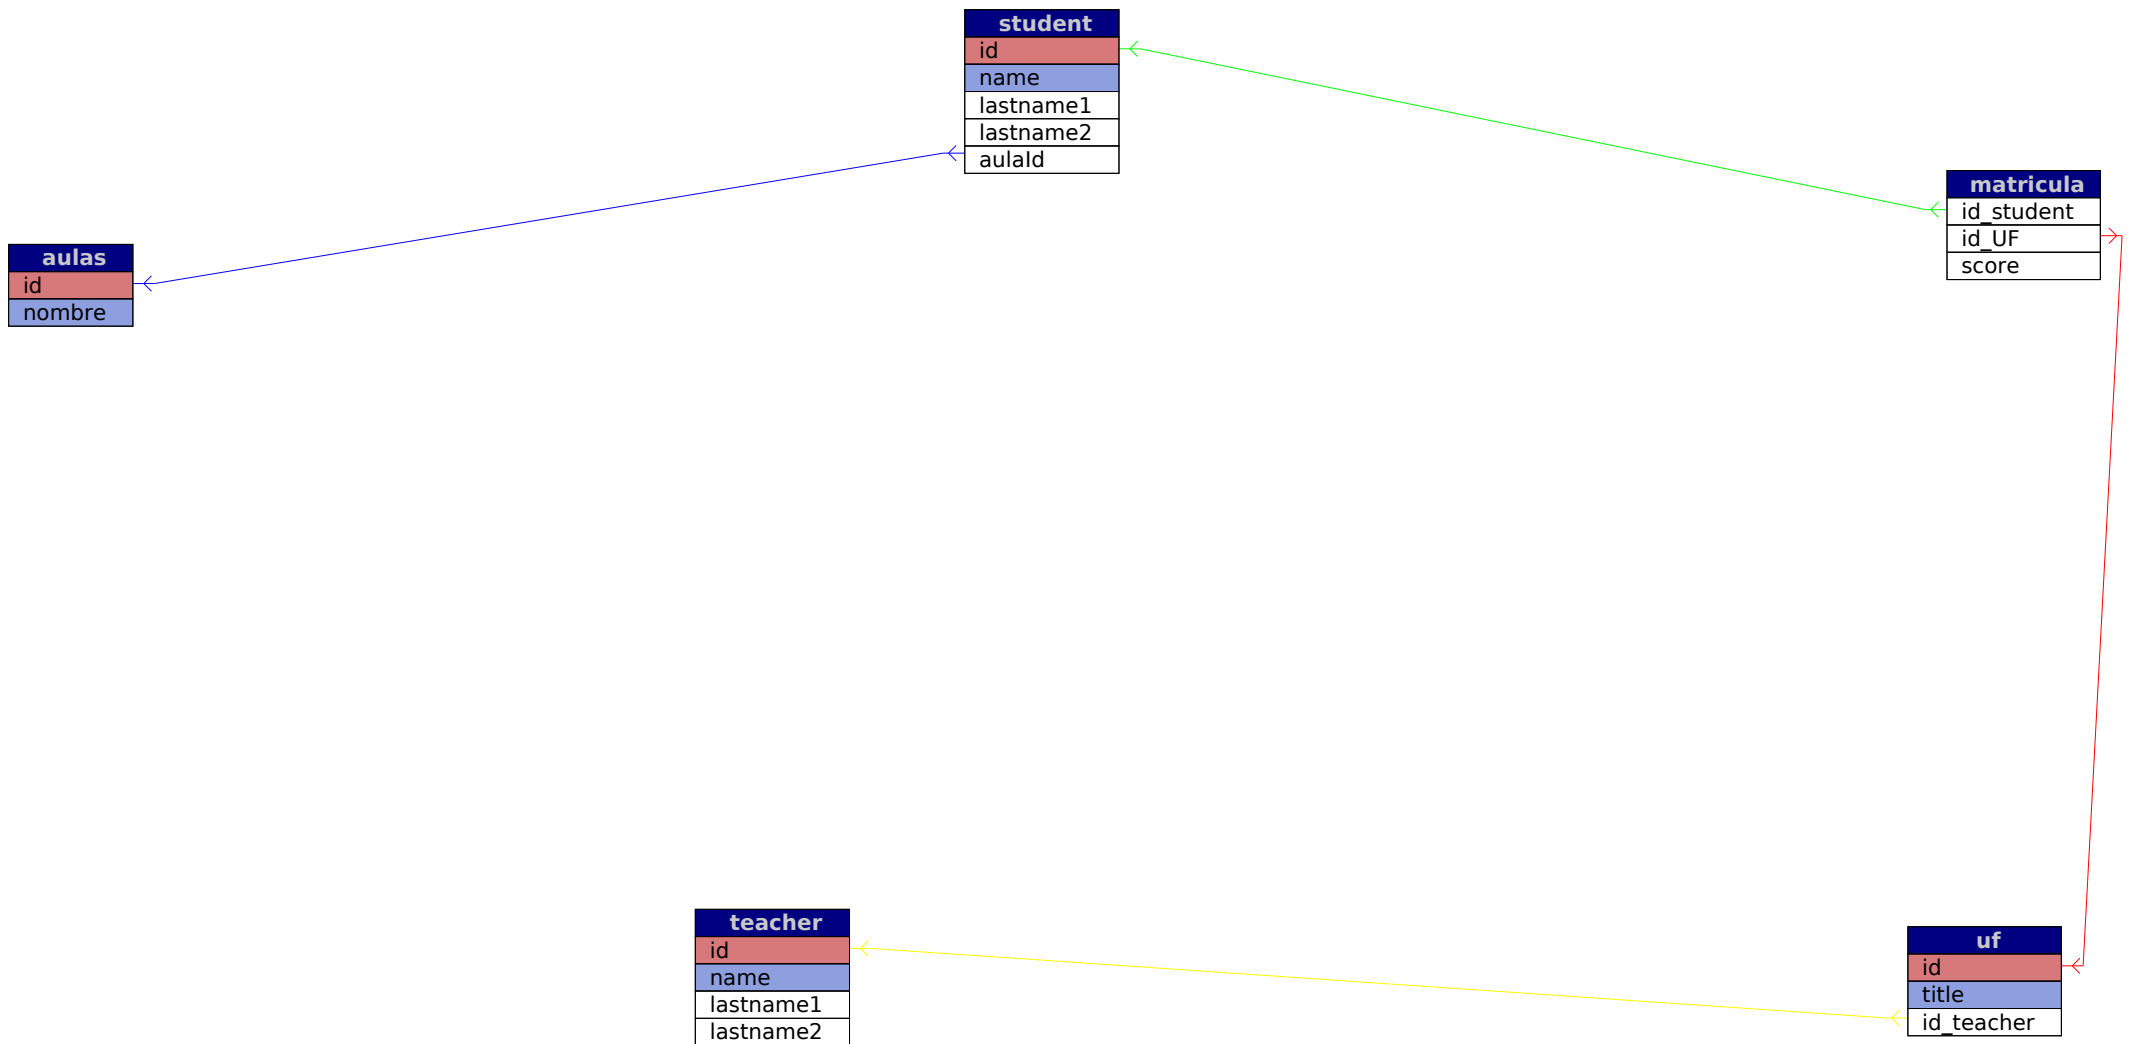 student
id
name
lastname1
lastname2
aulaId
matricula
id_student
id_UF
score
aulas
id
nombre
teacher
id
name
lastname1
lastname2
uf
id
title
id_teacher